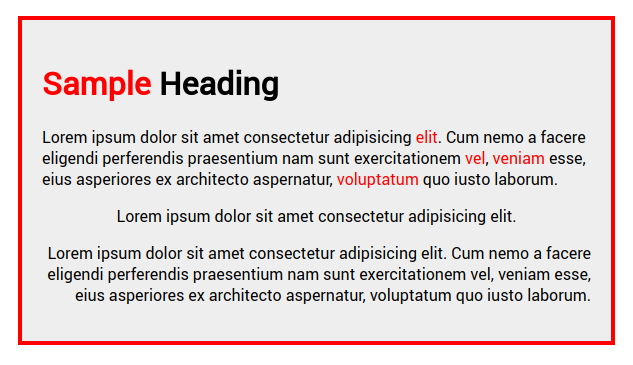 Sample Heading
Lorem ipsum dolor sit amet consectetur adipisicing elit. Cum nemo a facere
eligendi perferendis praesentium nam sunt exercitationem vel, veniam esse,
eius asperiores ex architecto aspernatur, voluptatum quo iusto laborum.
Lorem ipsum dolor sit amet consectetur adipisicing elit.
Lorem ipsum dolor sit amet consectetur adipisicing elit. Cum nemo a facere
eligendi perferendis praesentium nam sunt exercitationem vel, veniam esse,
eius asperiores ex architecto aspernatur, voluptatum quo iusto laborum.